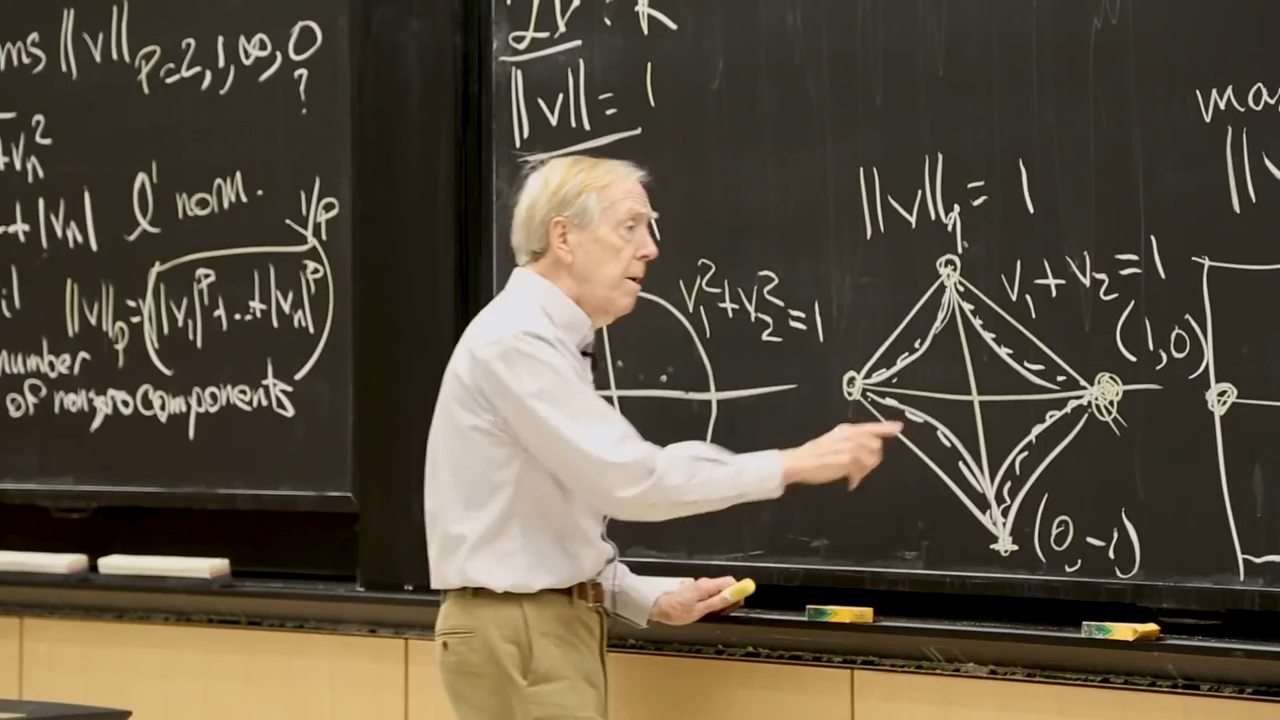 ms ||v|| p=2,1,∞,0
?
+vₙ²
+|vₙ| l¹ norm.
||v||ₚ=(|v₁|ᵖ+..+|vₙ|ᵖ)^1/p
number
of nonzero components
||v||= 1
v₁²+v₂²=1
||v||₁= 1
v₁+v₂=1
(1,0)
(0,-1)